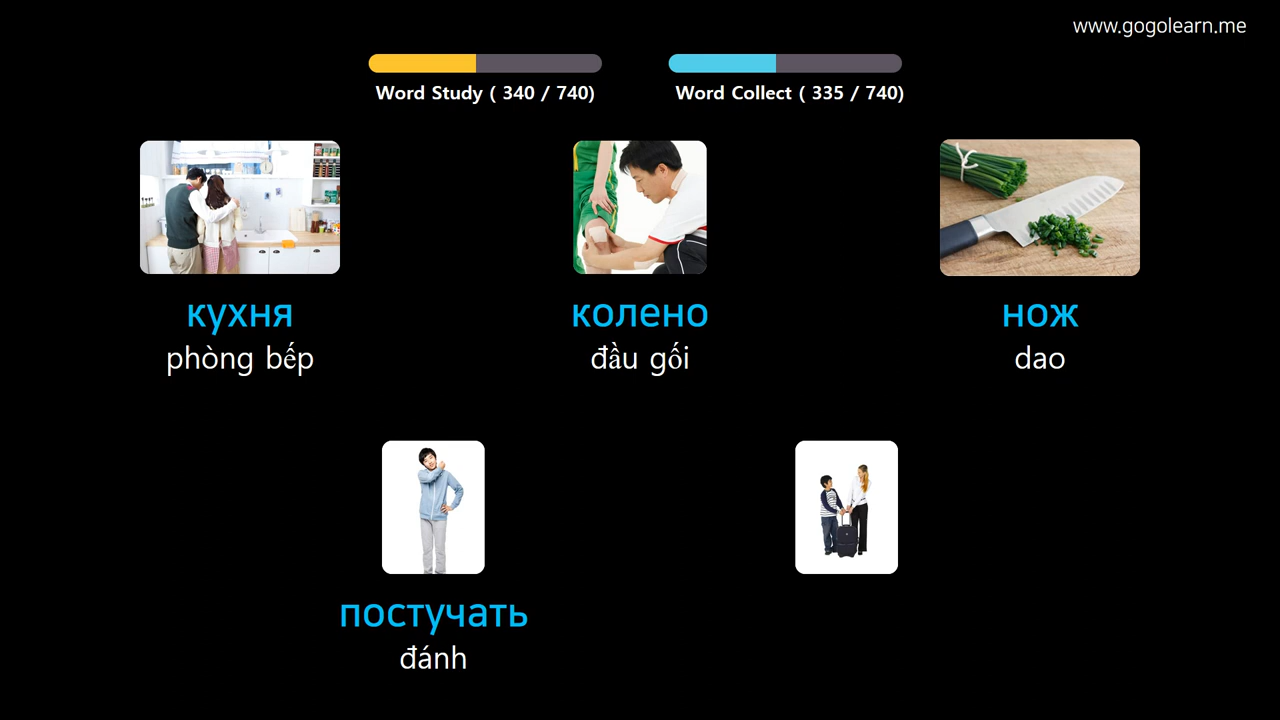 www.gogolearn.me
Word Study ( 340 / 740)
Word Collect ( 335 / 740)
кухня
phòng bếp
колено
đầu gối
нож
dao
постучать
đánh